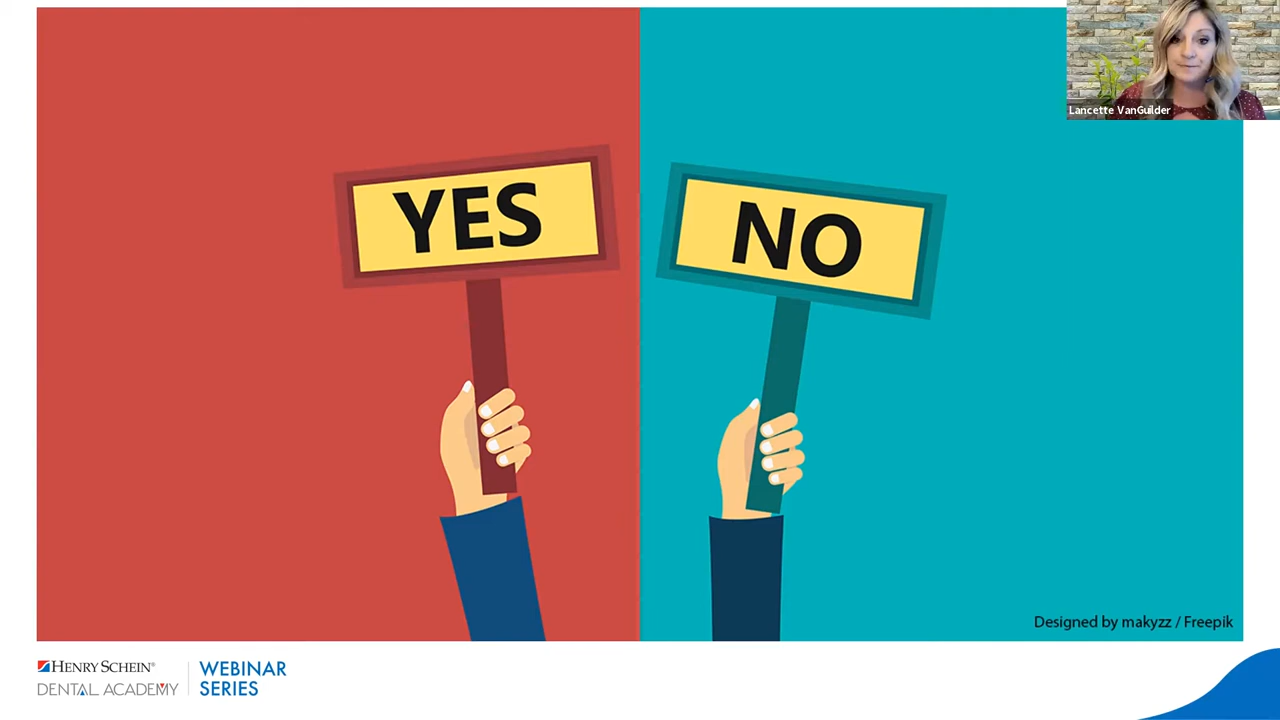 Lancette VanGuilder
YES
NO
Designed by makyzz / Freepik
HENRY SCHEIN®
DENTAL ACADEMY
WEBINAR
SERIES